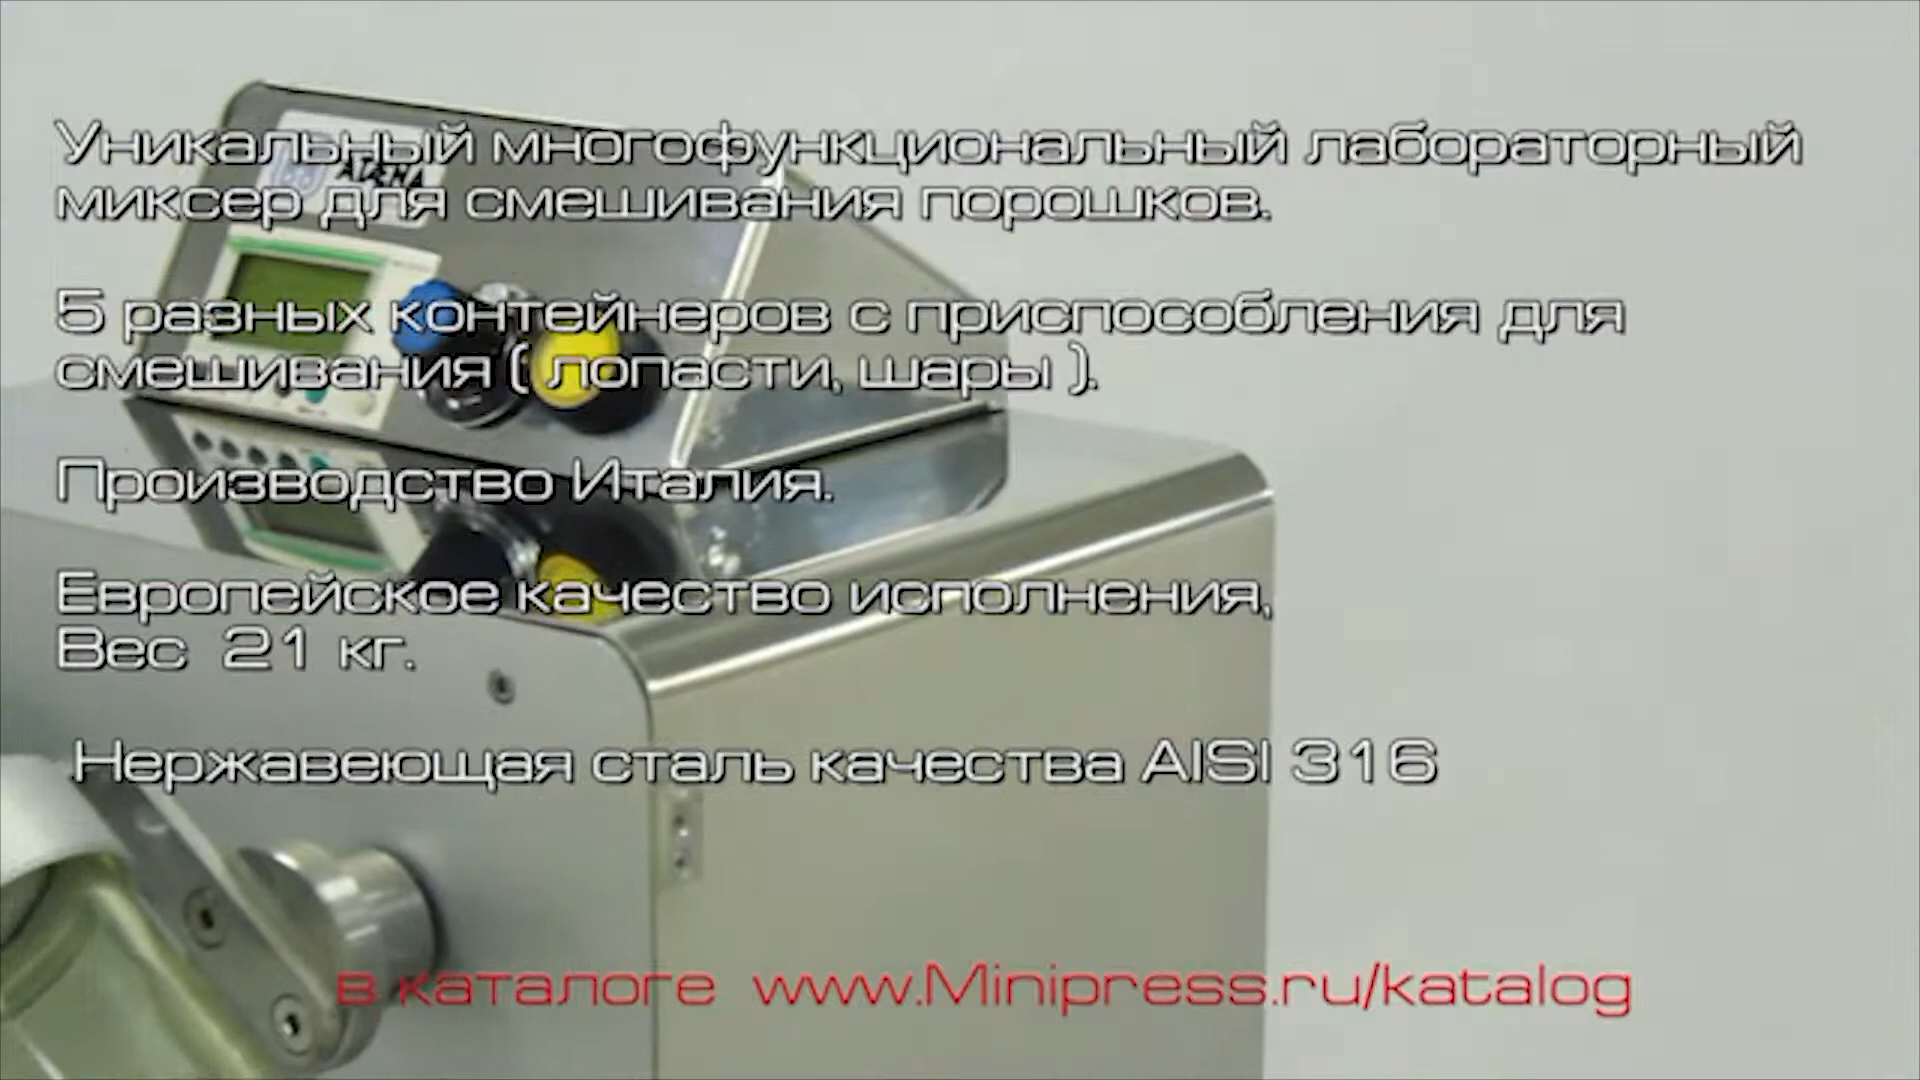 Уникальный многофункциональный лабораторный
миксер для смешивания порошков.
5 разных контейнеров с приспособления для
смешивания ( лопасти, шары ).
Производство Италия.
Европейское качество исполнения,
Вес 21 кг.
.Нержавеющая сталь качества AISI 316
в каталоге www.Minipress.ru/katalog